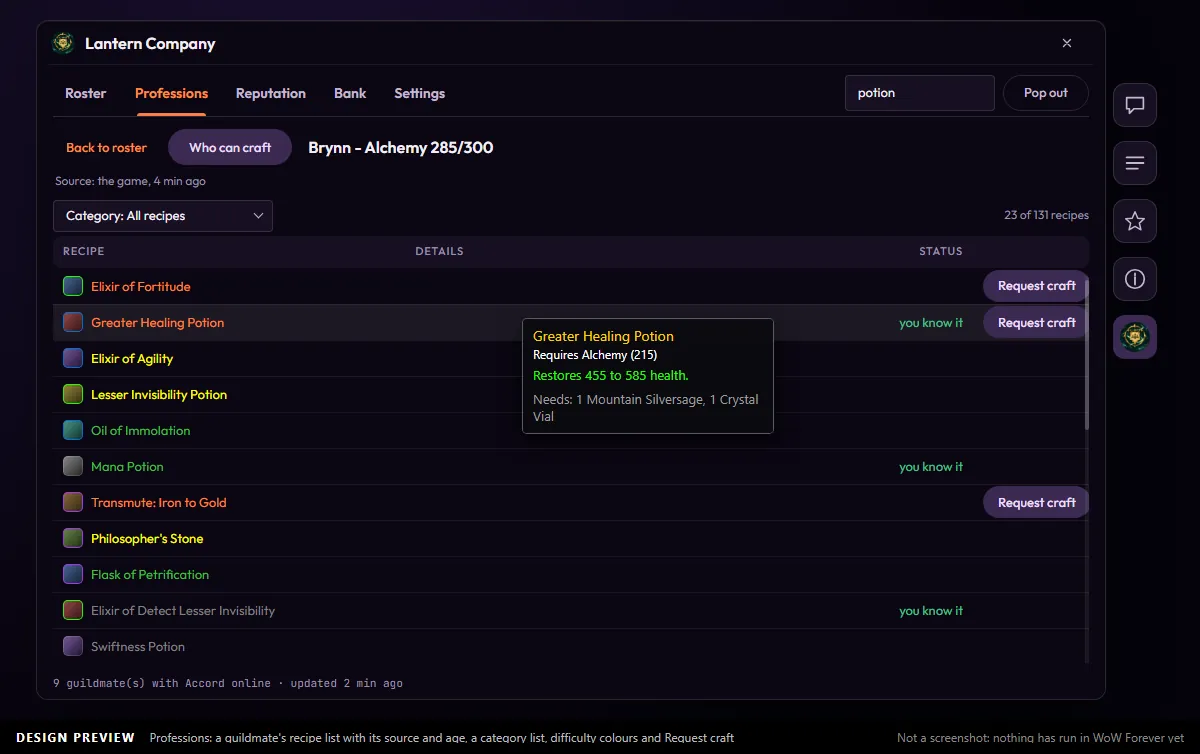 Lantern Company
Roster Professions Reputation Bank Settings potion Pop out
Back to roster Who can craft Brynn - Alchemy 285/300
Source: the game, 4 min ago
Category: All recipes 23 of 131 recipes
RECIPE DETAILS STATUS
Elixir of Fortitude Request craft
Greater Healing Potion you know it Request craft
Greater Healing Potion
Requires Alchemy (215)
Restores 455 to 585 health.
Needs: 1 Mountain Silversage, 1 Crystal
Vial
Elixir of Agility
Lesser Invisibility Potion
Oil of Immolation
Mana Potion you know it
Transmute: Iron to Gold Request craft
Philosopher's Stone
Flask of Petrification
Elixir of Detect Lesser Invisibility you know it
Swiftness Potion
9 guildmate(s) with Accord online · updated 2 min ago
DESIGN PREVIEW Professions: a guildmate's recipe list with its source and age, a category list, difficulty colours and Request craft Not a screenshot: nothing has run in WoW Forever yet